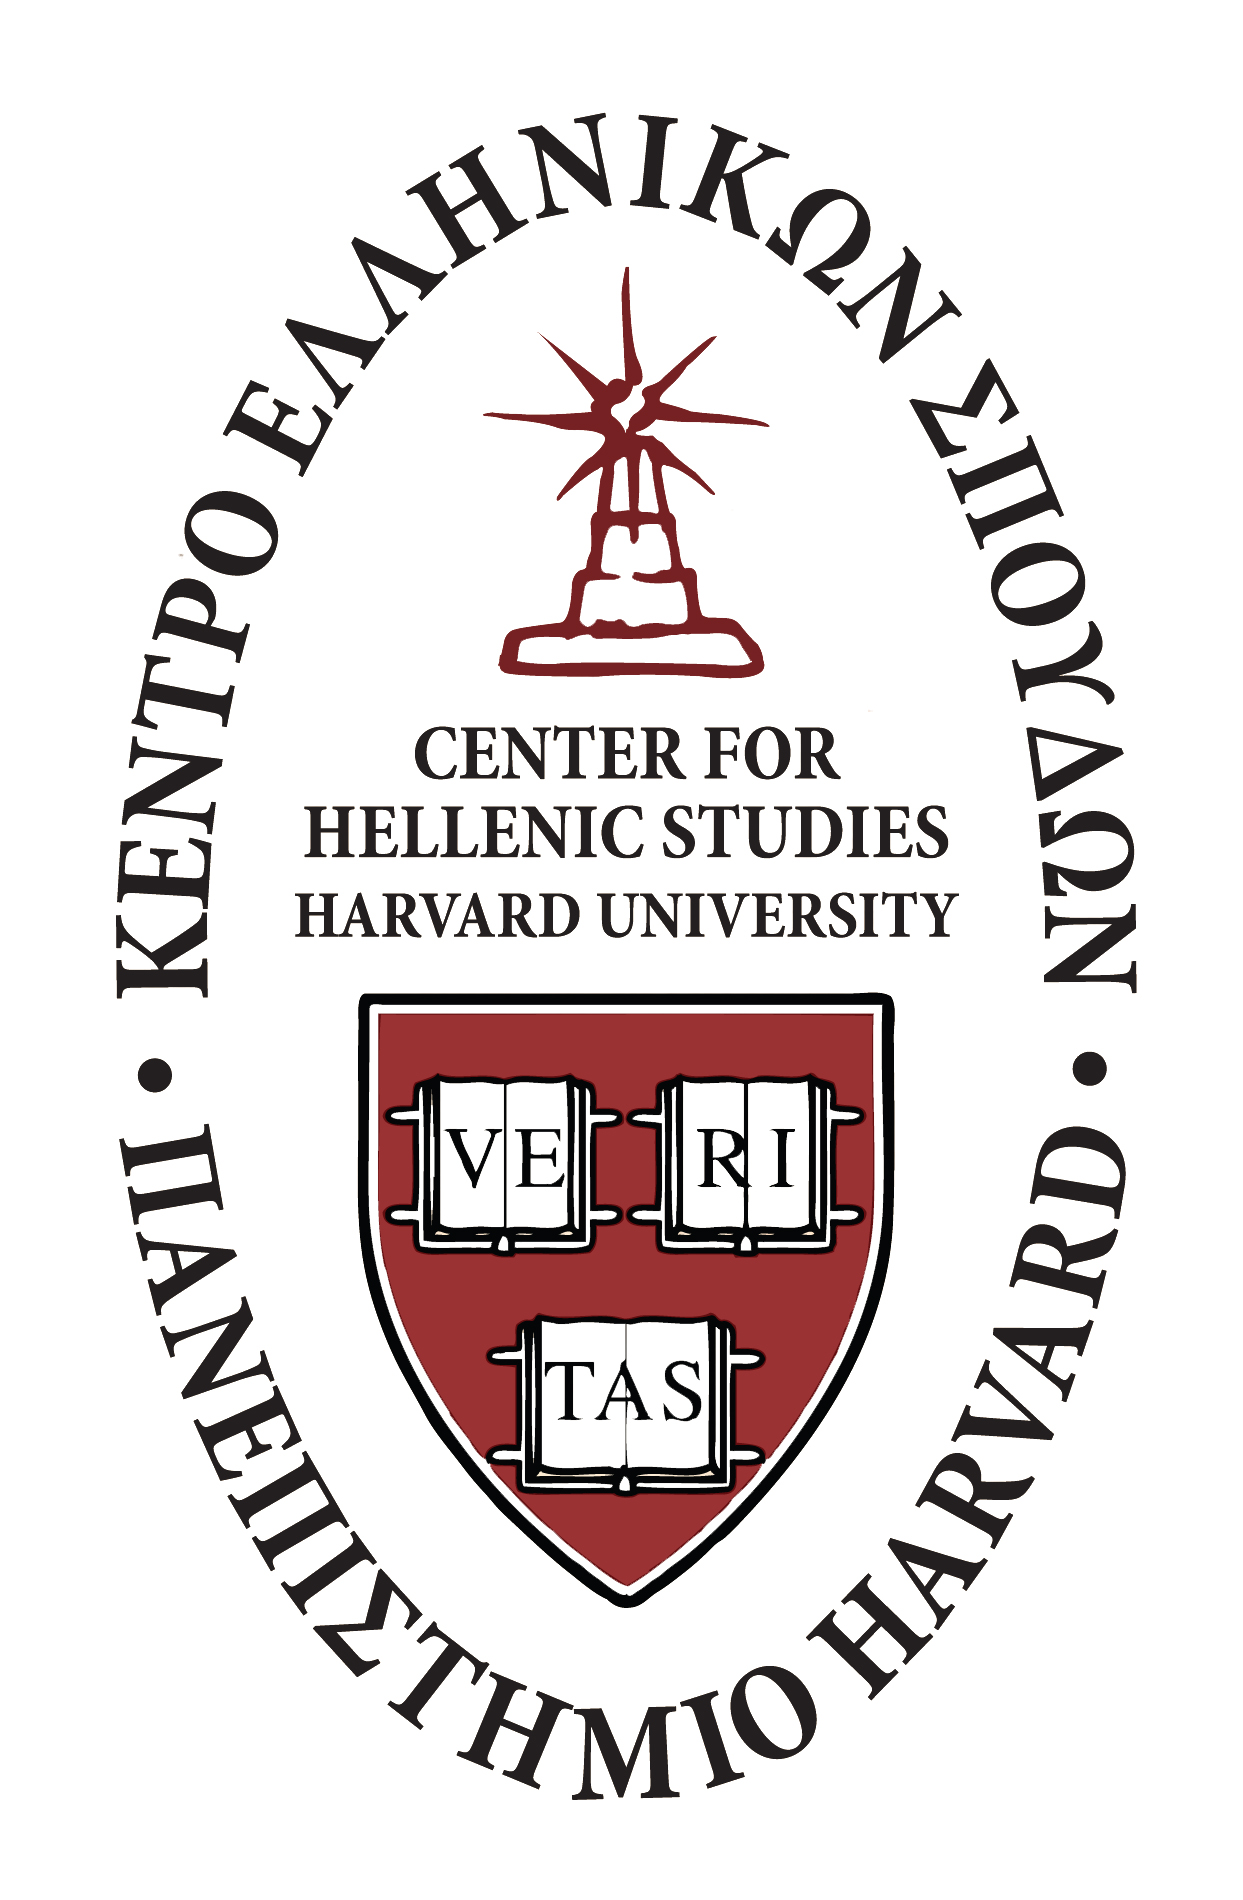 ΚΕΝΤΡΟ ΕΛΛΗΝΙΚΩΝ ΣΠΟΥΔΩΝ
CENTER FOR
HELLENIC STUDIES
HARVARD UNIVERSITY
VE RI
TAS
• ΠΑΝΕΠΙΣΤΗΜΙΟ HARVARD •